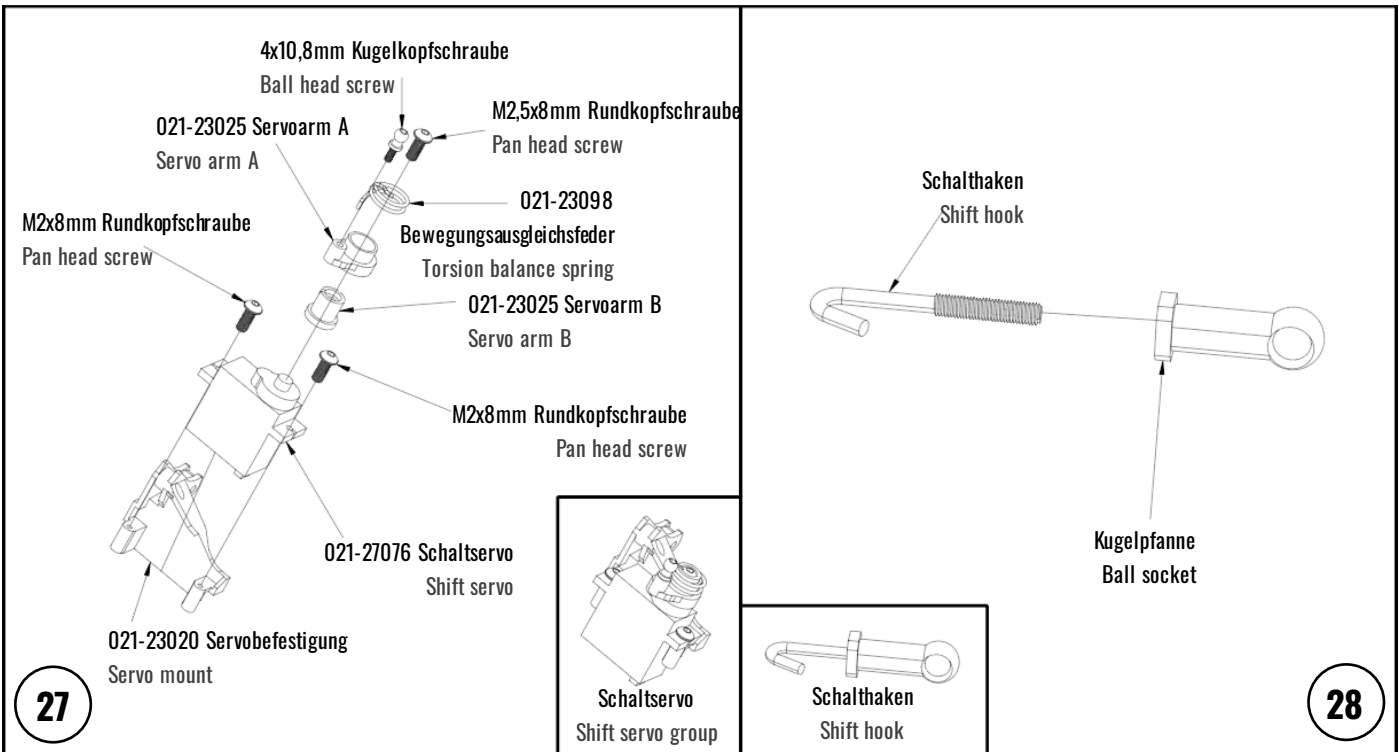 4x10,8mm Kugelkopfschraube
Ball head screw
M2,5x8mm Rundkopfschraube
Pan head screw
021-23025 Servoarm A
Servo arm A
021-23098
Bewegungsausgleichsfeder
Torsion balance spring
M2x8mm Rundkopfschraube
Pan head screw
021-23025 Servoarm B
Servo arm B
M2x8mm Rundkopfschraube
Pan head screw
021-27076 Schaltservo
Shift servo
021-23020 Servobefestigung
Servo mount
Schaltservo
Shift servo group
27
Schalthaken
Shift hook
Kugelpfanne
Ball socket
Schalthaken
Shift hook
28